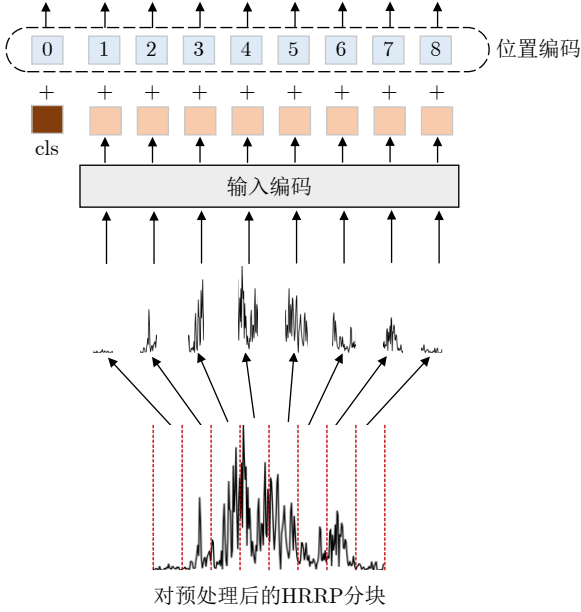 0 1 2 3 4 5 6 7 8 位置编码
+ + + + + + + + +
cls
输入编码
对预处理后的HRRP分块